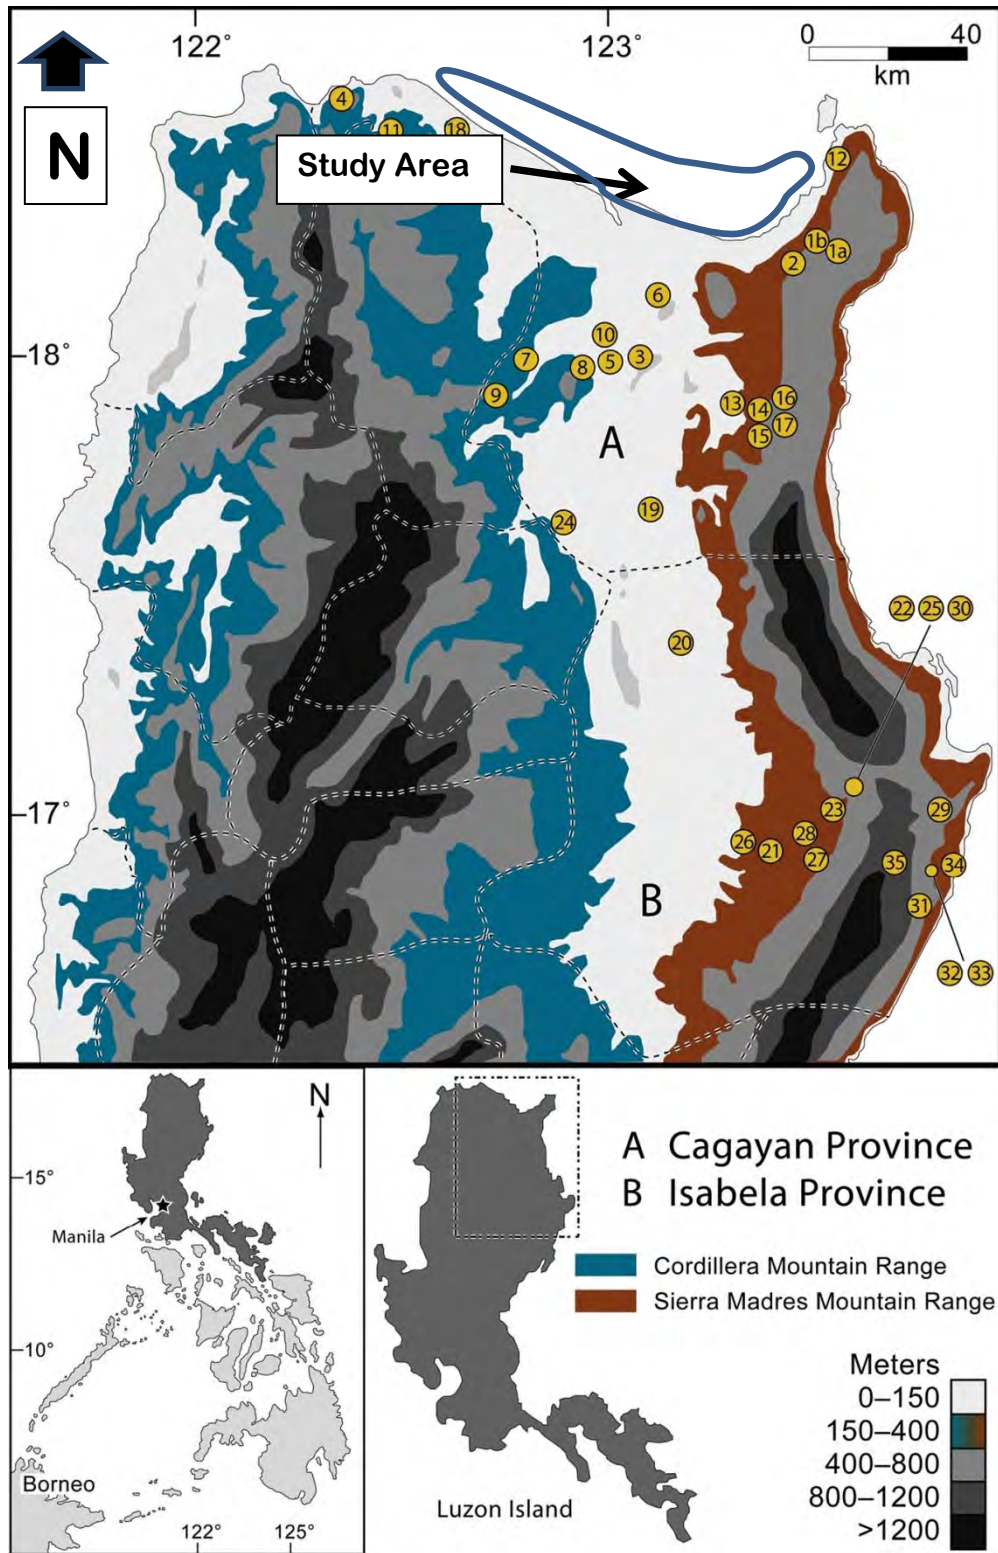 122°
123°
0 40
km
N
4
11
18
Study Area
12
1b
1a
2
6
10
18°
7
8
5
3
9
13
14
16
15
17
A
19
24
22 25 30
20
17°
23
29
28
26
21
27
35
34
B
31
32 33
N
15°
Manila
10°
Borneo
122° 125°
Luzon Island
A Cagayan Province
B Isabela Province
Cordillera Mountain Range
Sierra Madres Mountain Range
Meters
0–150
150–400
400–800
800–1200
>1200